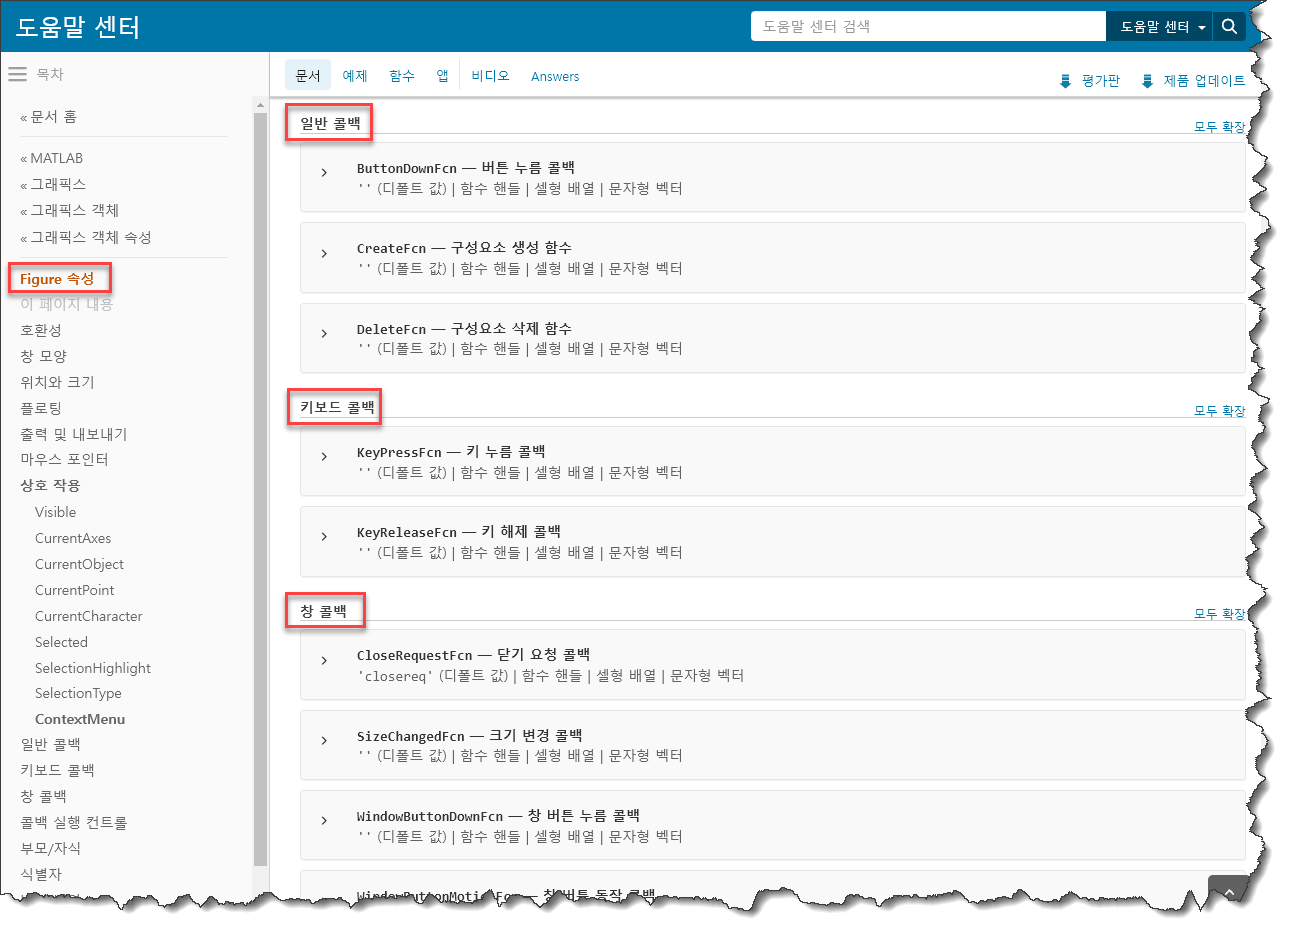 도움말 센터
도움말 센터 검색
도움말 센터
목차
« 문서 홈
« MATLAB
« 그래픽스
« 그래픽스 객체
« 그래픽스 객체 속성
Figure 속성
이 페이지 내용
호환성
창 모양
위치와 크기
플로팅
출력 및 내보내기
마우스 포인터
상호 작용
Visible
CurrentAxes
CurrentObject
CurrentPoint
CurrentCharacter
Selected
SelectionHighlight
SelectionType
ContextMenu
일반 콜백
키보드 콜백
창 콜백
콜백 실행 컨트롤
부모/자식
식별자
문서 예제 함수 앱 비디오 Answers
평가판 제품 업데이트
일반 콜백
모두 확장
ButtonDownFcn — 버튼 누름 콜백
'' (디폴트 값) | 함수 핸들 | 셀형 배열 | 문자형 벡터
CreateFcn — 구성요소 생성 함수
'' (디폴트 값) | 함수 핸들 | 셀형 배열 | 문자형 벡터
DeleteFcn — 구성요소 삭제 함수
'' (디폴트 값) | 함수 핸들 | 셀형 배열 | 문자형 벡터
키보드 콜백
모두 확장
KeyPressFcn — 키 누름 콜백
'' (디폴트 값) | 함수 핸들 | 셀형 배열 | 문자형 벡터
KeyReleaseFcn — 키 해제 콜백
'' (디폴트 값) | 함수 핸들 | 셀형 배열 | 문자형 벡터
창 콜백
모두 확장
CloseRequestFcn — 닫기 요청 콜백
'closereq' (디폴트 값) | 함수 핸들 | 셀형 배열 | 문자형 벡터
SizeChangedFcn — 크기 변경 콜백
'' (디폴트 값) | 함수 핸들 | 셀형 배열 | 문자형 벡터
WindowButtonDownFcn — 창 버튼 누름 콜백
'' (디폴트 값) | 함수 핸들 | 셀형 배열 | 문자형 벡터
WindowButtonMotionFcn — 창 버튼 동작 콜백